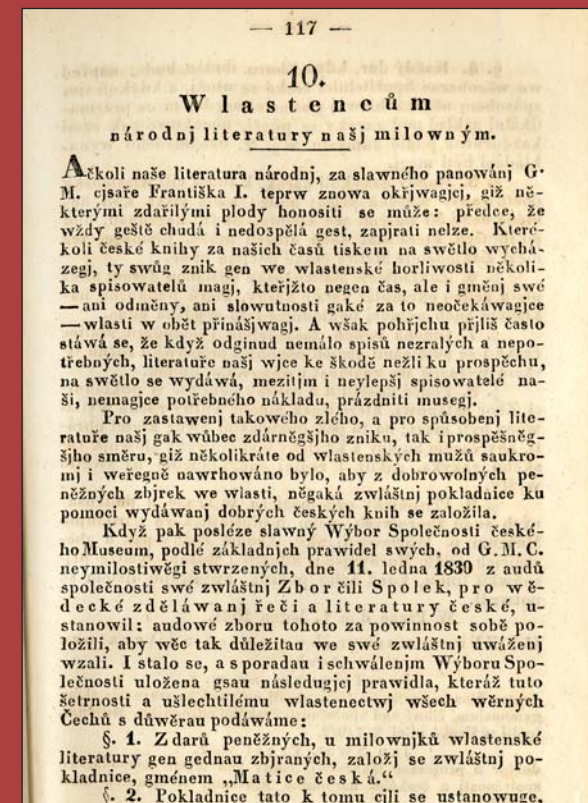 — 117 —
10.
Wlastencům
národnj literatury našj milowným.
Ačkoli naše literatura národnj, za slawného panowánj G.
M. cjsaře Františka I. teprw znowa okřjwagjcj, giž ně-
kterými zdařilými plody honositi se může: předce, že
wždy geště chudá i nedospělá gest, zapjrati nelze. Které-
koli české knihy za našich časů tiskem na swětlo wychá-
zegj, ty swůg znik gen we wlastenské horliwosti několi-
ka spisowatelů magj, kteřjžto negen čas, ale i gměnj swé
— ani odměny, ani slowutnosti gaké za to neočekáwagjce
— wlasti w obět přinášjwagj. A wšak pohřjchu přjliš často
stáwá se, že když odginud nemálo spisů nezralých a nepo-
třebných, literatuře našj wjce ke škodě nežli ku prospěchu,
na swětlo se wydáwá, mezitjm i neylepšj spisowatelé na-
ši, nemagjce potřebného nákladu, prázdniti musegj.
Pro zastawenj takowého zlého, a pro spůsobenj lite-
ratuře našj gak wůbec zdárněgšjho zniku, tak i prospěšněg-
šjho směru, giž několikráte od wlastenských mužů saukro-
mj i weřegně nawrhowáno bylo, aby z dobrowolných pe-
něžných zbjrek we wlasti, něgaká zwláštnj pokladnice ku
pomoci wydáwanj dobrých českých knih se založila.
Když pak posléze slawný Wýbor Společnosti české-
ho Museum, podlé základnjch prawidel swých, od G. M. C.
neymilostiwěgi stwrzených, dne 11. ledna 1830 z audů
společnosti swé zwláštnj Zbor čili Spolek, pro wě-
decké zděláwanj řeči a literatury české, u-
stanowil: audowé zboru tohoto za powinnost sobě po-
ložili, aby wěc tak důležitau we swé zwláštnj uwáženj
wzali. I stalo se, a s poradau i schwálenjm Wýboru Spo-
lečnosti uložena gsau následugjcj prawidla, kteráž tuto
šetrnosti a ušlechtilému wlastenectwj wšech wěrných
Čechů s důwěrau podáwáme:
§. 1. Z darů peněžných, u milownjků wlastenské
literatury gen gednau zbjraných, založj se zwláštnj po-
kladnice, gménem „Matice česká.“
§. 2. Pokladnice tato k tomu cjli se ustanowuge,